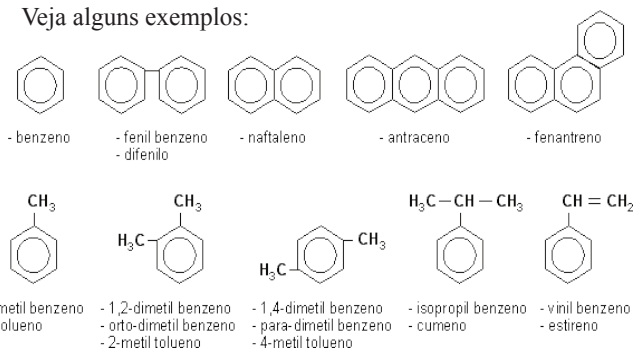 Veja alguns exemplos:
- benzeno
- fenil benzeno
- difenilo
- naftaleno
- antraceno
- fenantreno
CH3
CH3
H3C
CH3
H3C
H3C—CH—CH3
CH=CH2
metil benzeno
tolueno
- 1,2-dimetil benzeno
- orto-dimetil benzeno
- 2-metil tolueno
- 1,4-dimetil benzeno
- para-dimetil benzeno
- 4-metil tolueno
- isopropil benzeno
- cumeno
- vinil benzeno
- estireno